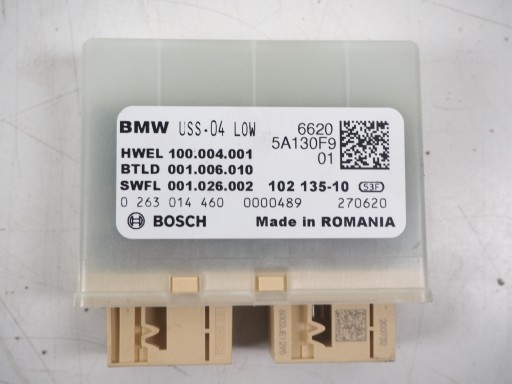 BMW USS-04 LOW 6620
5A130F9
01
HWEL 100.004.001
BTLD 001.006.010
SWFL 001.026.002 102 135-10 53F
0 263 014 460 0000489 270620
BOSCH Made in ROMANIA